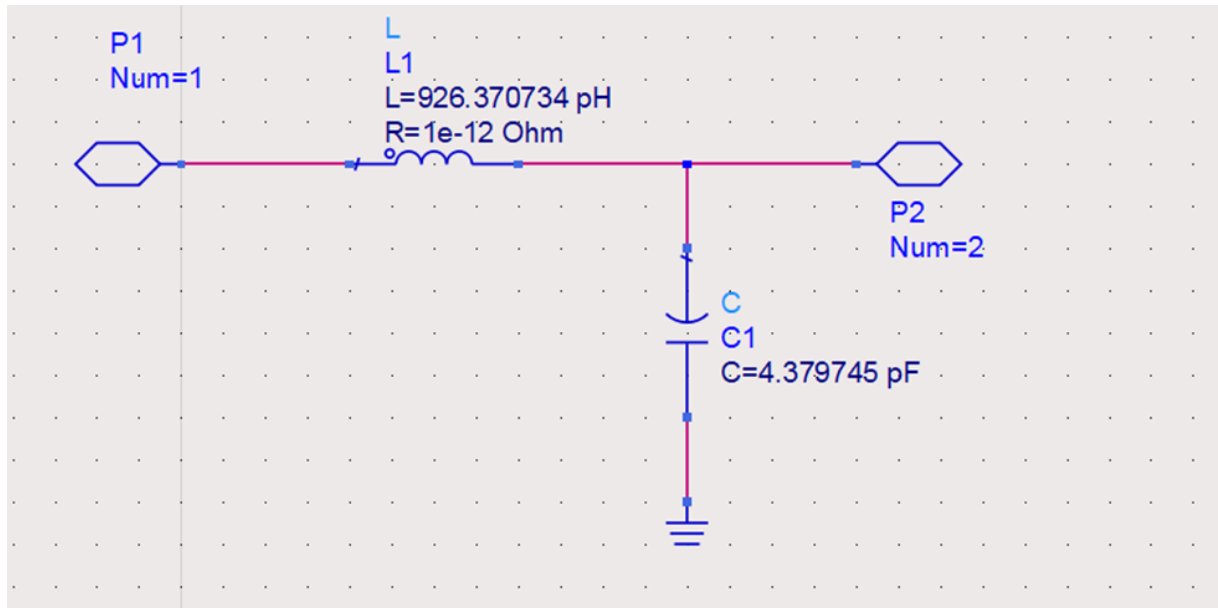 P1
Num=1
L
L1
L=926.370734 pH
R=1e-12 Ohm
P2
Num=2
C
C1
C=4.379745 pF